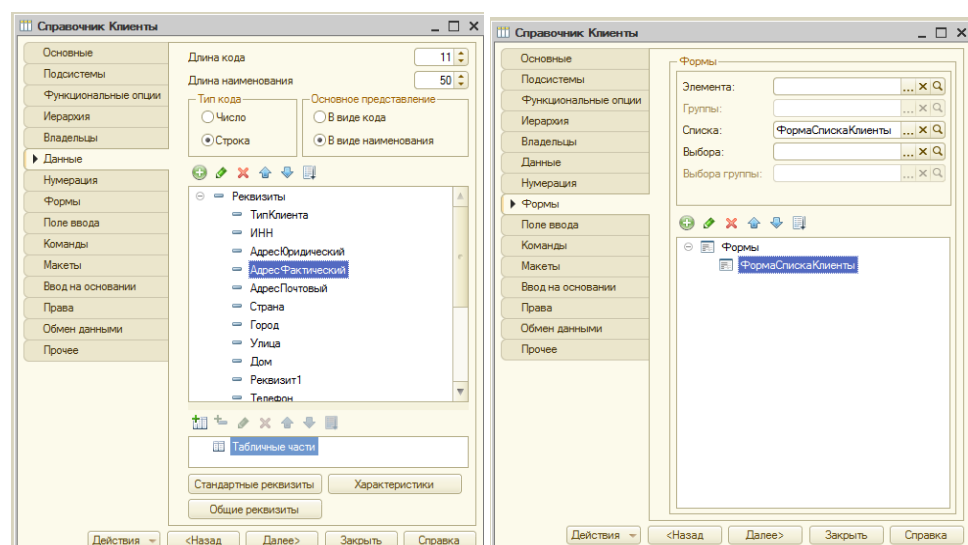 Справочник Клиенты
Основные
Подсистемы
Функциональные опции
Иерархия
Владельцы
Данные
Нумерация
Формы
Поле ввода
Команды
Макеты
Ввод на основании
Права
Обмен данными
Прочее
Длина кода 11
Длина наименования 50
Тип кода
Число
Строка
Основное представление
В виде кода
В виде наименования
Реквизиты
ТипКлиента
ИНН
АдресЮридический
АдресФактический
АдресПочтовый
Страна
Город
Улица
Дом
Реквизит1
Телефон
Табличные части
Стандартные реквизиты Характеристики
Общие реквизиты
Действия <Назад Далее> Закрыть Справка
Справочник Клиенты
Основные
Подсистемы
Функциональные опции
Иерархия
Владельцы
Данные
Нумерация
Формы
Поле ввода
Команды
Макеты
Ввод на основании
Права
Обмен данными
Прочее
Формы
Элемента: ...
Группы: ...
Списка: ФормаСпискаКлиенты ...
Выбора: ...
Выбора группы: ...
Формы
ФормаСпискаКлиенты
Действия <Назад Далее> Закрыть Справка